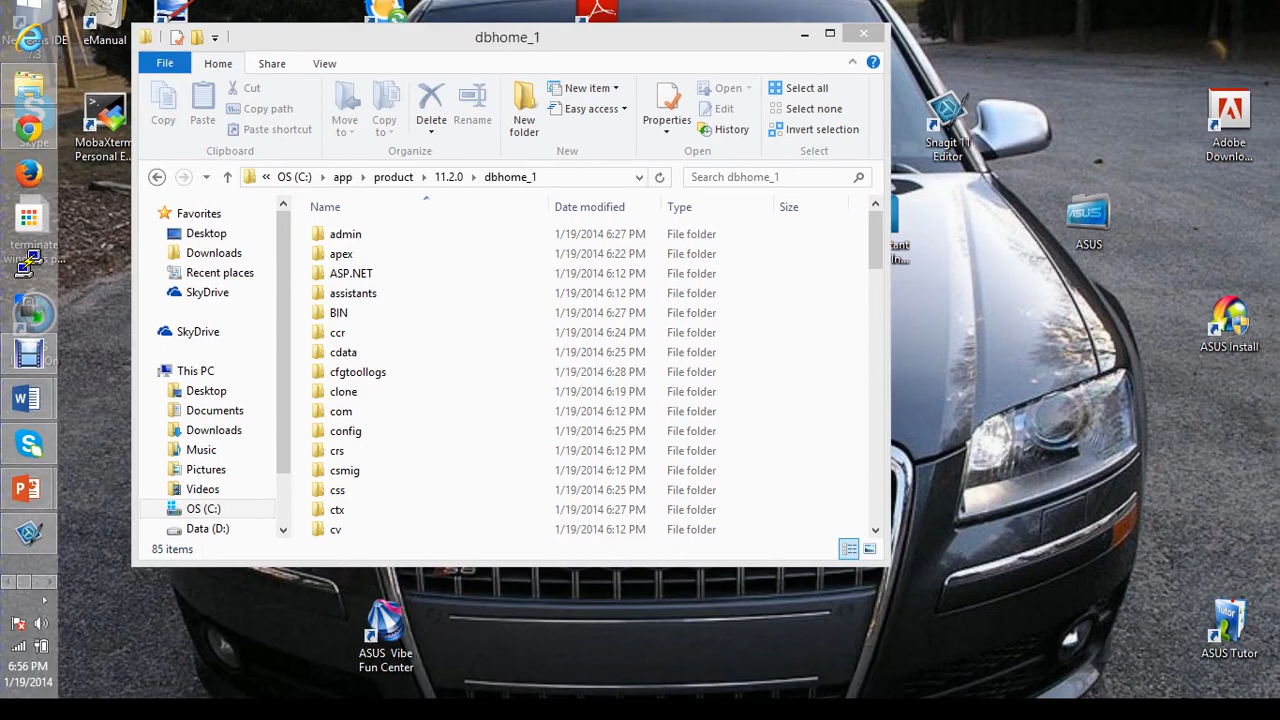 dbhome_1
File
Home
Share
View
Copy
Paste
Cut
Copy path
Paste shortcut
Clipboard
Move to
Copy to
Delete
Rename
Organize
New folder
New item
Easy access
New
Properties
Open
Edit
History
Open
Select all
Select none
Invert selection
Select
« OS (C:) app product 11.2.0 dbhome_1
Search dbhome_1
Name Date modified Type Size
Favorites
Desktop
Downloads
Recent places
SkyDrive
SkyDrive
This PC
Desktop
Documents
Downloads
Music
Pictures
Videos
OS (C:)
Data (D:)
admin 1/19/2014 6:27 PM File folder
apex 1/19/2014 6:22 PM File folder
ASP.NET 1/19/2014 6:12 PM File folder
assistants 1/19/2014 6:12 PM File folder
BIN 1/19/2014 6:27 PM File folder
ccr 1/19/2014 6:24 PM File folder
cdata 1/19/2014 6:25 PM File folder
cfgtoollogs 1/19/2014 6:28 PM File folder
clone 1/19/2014 6:19 PM File folder
com 1/19/2014 6:12 PM File folder
config 1/19/2014 6:25 PM File folder
crs 1/19/2014 6:12 PM File folder
csmig 1/19/2014 6:12 PM File folder
css 1/19/2014 6:25 PM File folder
ctx 1/19/2014 6:27 PM File folder
cv 1/19/2014 6:12 PM File folder
85 items
eManual
MobaXterm
Personal E...
Skype
terminate
6:56 PM
1/19/2014
ASUS Vibe
Fun Center
Snagit 11
Editor
ASUS
ASUS
Adobe
Downlo...
ASUS Install
Tutor
ASUS Tutor